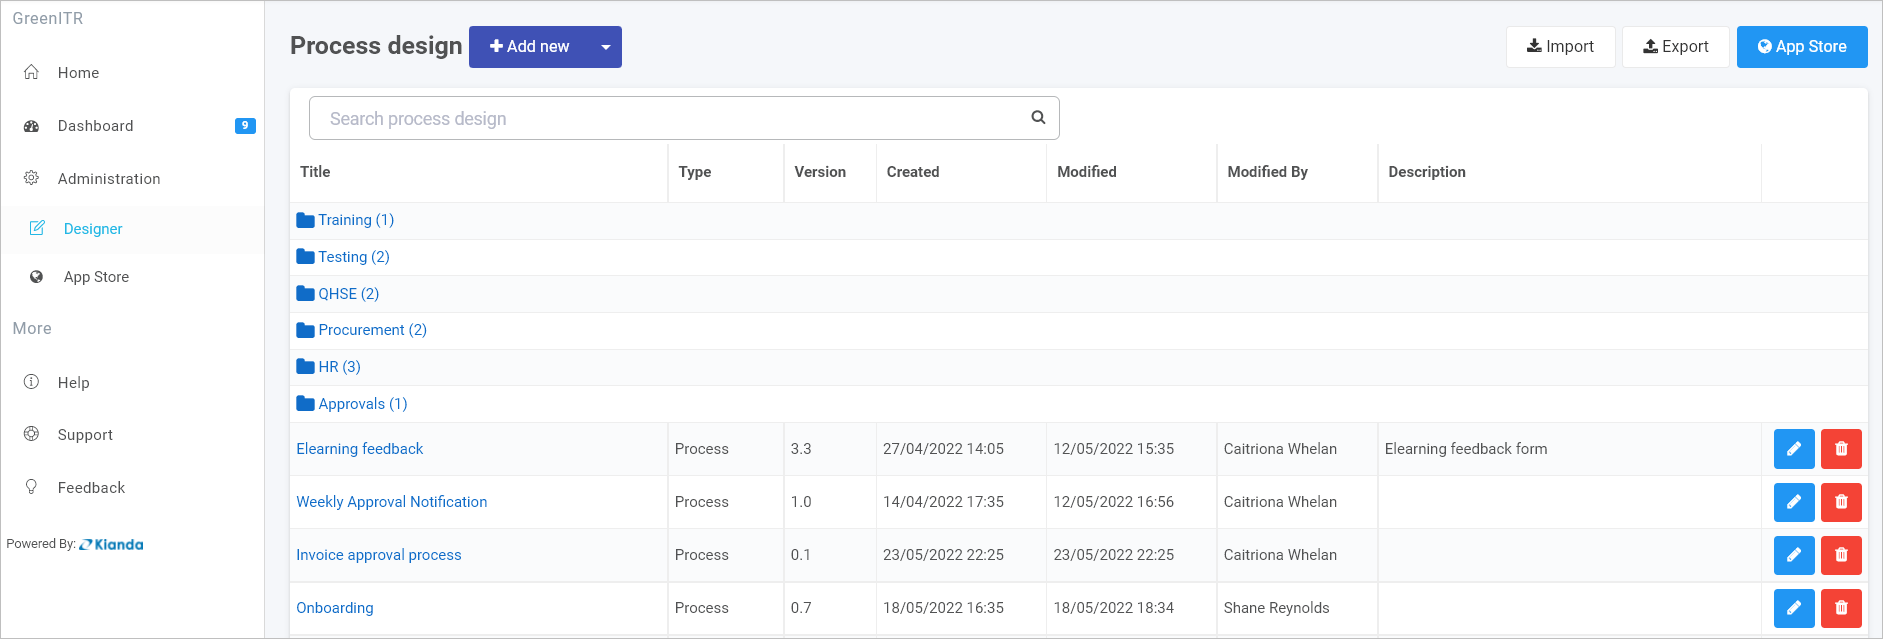 GreenITR
Home
Dashboard 9
Administration
Designer
App Store
More
Help
Support
Feedback
Powered By: Kianda
Process design Add new Import Export App Store
Search process design
Title Type Version Created Modified Modified By Description
Training (1)
Testing (2)
QHSE (2)
Procurement (2)
HR (3)
Approvals (1)
Elearning feedback Process 3.3 27/04/2022 14:05 12/05/2022 15:35 Caitriona Whelan Elearning feedback form
Weekly Approval Notification Process 1.0 14/04/2022 17:35 12/05/2022 16:56 Caitriona Whelan
Invoice approval process Process 0.1 23/05/2022 22:25 23/05/2022 22:25 Caitriona Whelan
Onboarding Process 0.7 18/05/2022 16:35 18/05/2022 18:34 Shane Reynolds